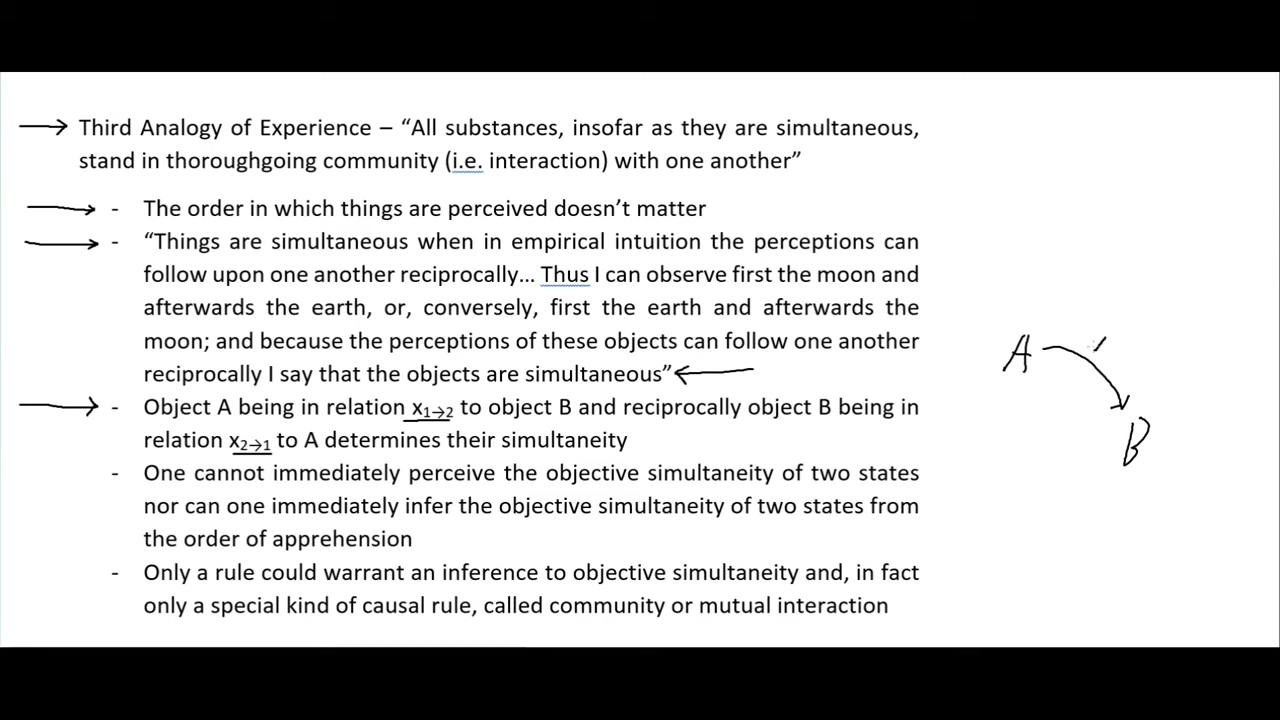 Third Analogy of Experience – “All substances, insofar as they are simultaneous,
stand in thoroughgoing community (i.e. interaction) with one another”
- The order in which things are perceived doesn’t matter
- “Things are simultaneous when in empirical intuition the perceptions can
follow upon one another reciprocally... Thus I can observe first the moon and
afterwards the earth, or, conversely, first the earth and afterwards the
moon; and because the perceptions of these objects can follow one another
reciprocally I say that the objects are simultaneous”
- Object A being in relation x₁→₂ to object B and reciprocally object B being in
relation x₂→₁ to A determines their simultaneity
- One cannot immediately perceive the objective simultaneity of two states
nor can one immediately infer the objective simultaneity of two states from
the order of apprehension
- Only a rule could warrant an inference to objective simultaneity and, in fact
only a special kind of causal rule, called community or mutual interaction
A
B